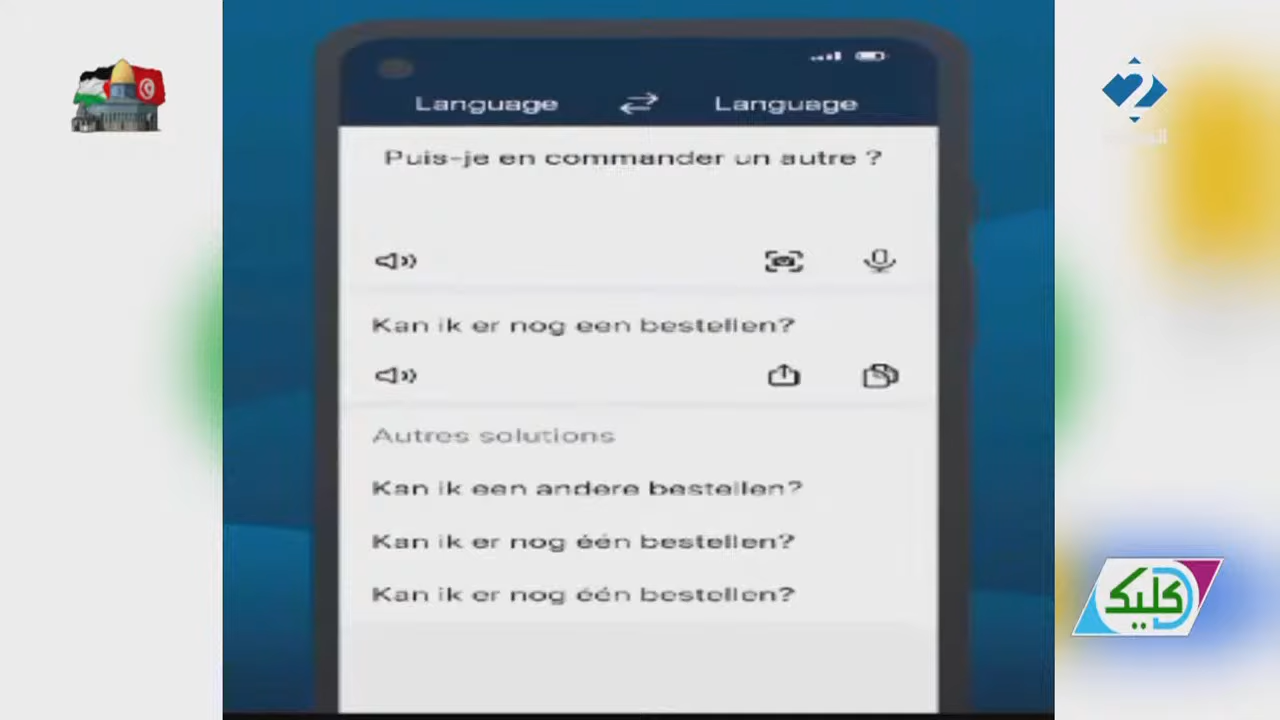 Language
Language
Puis-je en commander un autre ?
Kan ik er nog een bestellen?
Autres solutions
Kan ik een andere bestellen?
Kan ik er nog één bestellen?
Kan ik er nog één bestellen?
2
كليك